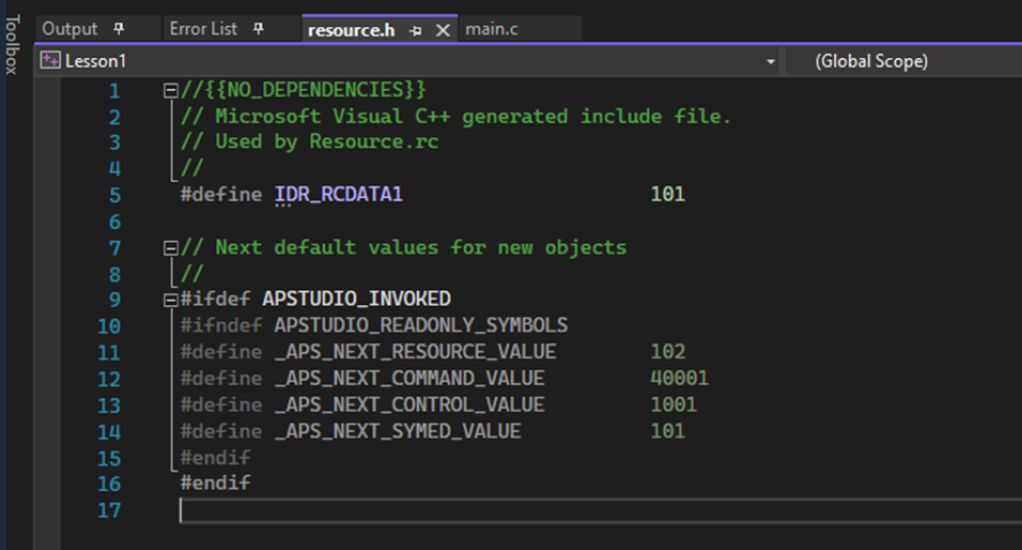 Toolbox
Output Error List resource.h main.c
Lesson1 (Global Scope)
1 //{{NO_DEPENDENCIES}}
2 // Microsoft Visual C++ generated include file.
3 // Used by Resource.rc
4 //
5 #define IDR_RCDATA1 101
6
7 // Next default values for new objects
8 //
9 #ifdef APSTUDIO_INVOKED
10 #ifndef APSTUDIO_READONLY_SYMBOLS
11 #define _APS_NEXT_RESOURCE_VALUE 102
12 #define _APS_NEXT_COMMAND_VALUE 40001
13 #define _APS_NEXT_CONTROL_VALUE 1001
14 #define _APS_NEXT_SYMED_VALUE 101
15 #endif
16 #endif
17